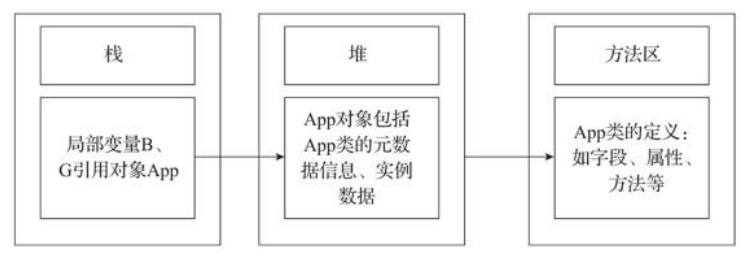 栈
局部变量B、
G引用对象App
堆
App对象包括
App类的元数
据信息、实例
数据
方法区
App类的定义：
如字段、属性、
方法等